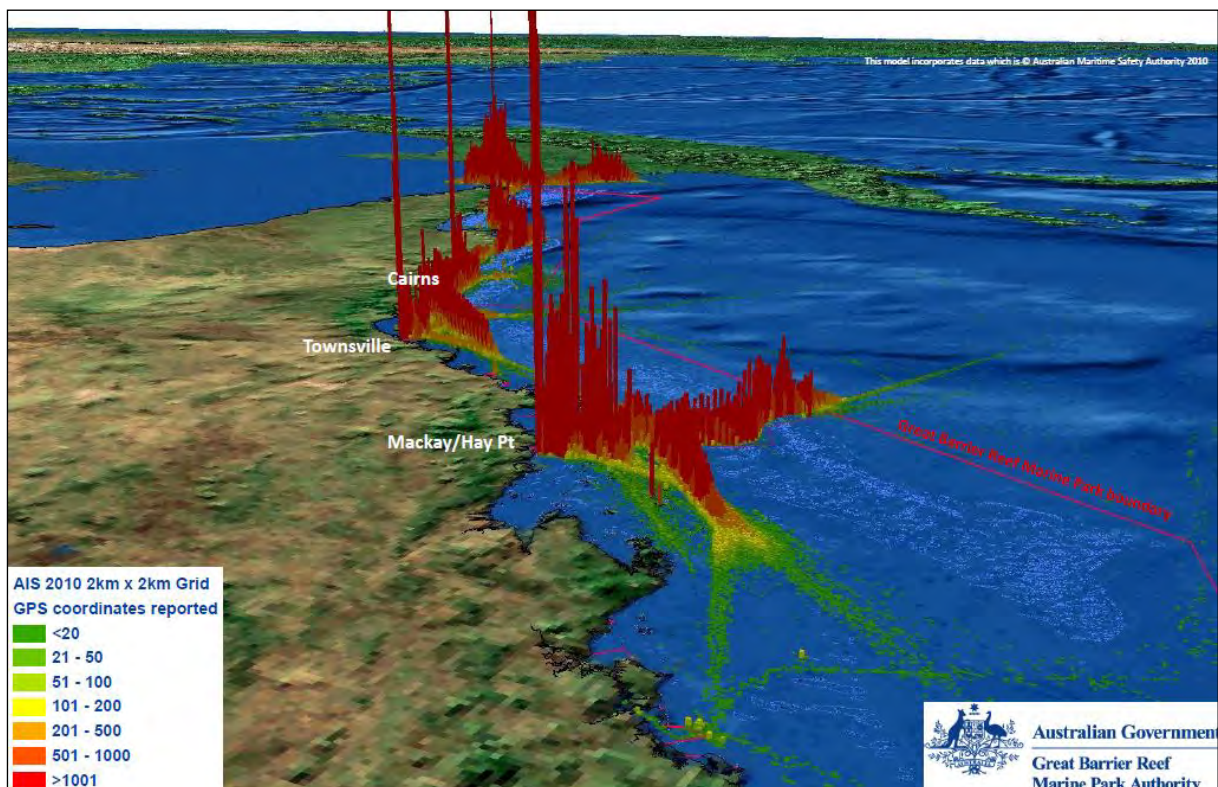 This model incorporates data which is © Australian Maritime Safety Authority 2010
Cairns
Townsville
Mackay/Hay Pt
Great Barrier Reef Marine Park boundary
AIS 2010 2km x 2km Grid
GPS coordinates reported
<20
21 - 50
51 - 100
101 - 200
201 - 500
501 - 1000
>1001
Australian Government
Great Barrier Reef
Marine Park Authority